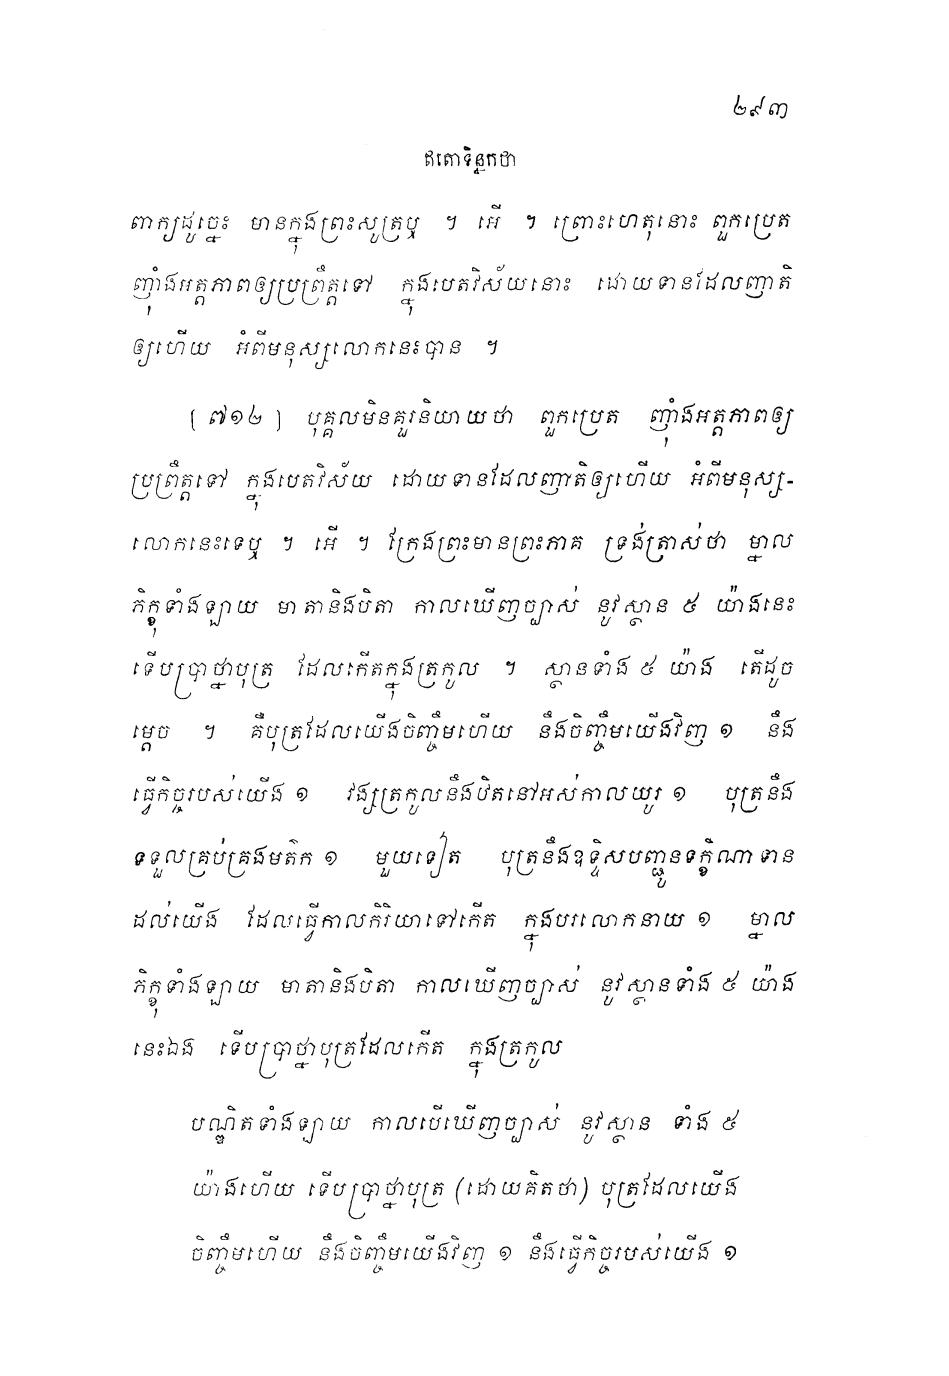 ២៩៣
ឥតោទិន្នកថា
ពាក្យដូច្នេះ មានក្នុងព្រះសូត្រឬ ។ អើ ។ ព្រោះហេតុនោះ ពួកប្រេត
ញ៉ាំងអត្តភាពឲ្យប្រព្រឹត្តទៅ ក្នុងបេតវិស័យនោះ ដោយទានដែលញាតិ
ឲ្យហើយ អំពីមនុស្សលោកនេះបាន ។
[៧១២] បុគ្គលមិនគួរនិយាយថា ពួកប្រេត ញ៉ាំងអត្តភាពឲ្យ
ប្រព្រឹត្តទៅ ក្នុងបេតវិស័យ ដោយទានដែលញាតិឲ្យហើយ អំពីមនុស្ស-
លោកនេះទេឬ ។ អើ ។ ក្រែងព្រះមានព្រះភាគ ទ្រង់ត្រាស់ថា ម្នាល
ភិក្ខុទាំងឡាយ មាតានិងបិតា កាលឃើញច្បាស់ នូវស្ថាន ៥ យ៉ាងនេះ
ទើបប្រាថ្នាបុត្រ ដែលកើតក្នុងត្រកូល ។ ស្ថានទាំង ៥ យ៉ាង តើដូច
ម្តេច ។ គឺបុត្រដែលយើងចិញ្ចឹមហើយ នឹងចិញ្ចឹមយើងវិញ ១ នឹង
ធ្វើកិច្ចរបស់យើង ១ វង្សត្រកូលនឹងឋិតនៅអស់កាលយូរ ១ បុត្រនឹង
ទទួលគ្រប់គ្រងមត៌ក ១ មួយទៀត បុត្រនឹងឧទ្ទិសបញ្ជូនទក្ខិណាទាន
ដល់យើង ដែលធ្វើកាលកិរិយាទៅកើត ក្នុងបរលោកនាយ ១ ម្នាល
ភិក្ខុទាំងឡាយ មាតានិងបិតា កាលឃើញច្បាស់ នូវស្ថានទាំង ៥ យ៉ាង
នេះឯង ទើបប្រាថ្នាបុត្រដែលកើត ក្នុងត្រកូល
បណ្ឌិតទាំងឡាយ កាលបើឃើញច្បាស់ នូវស្ថាន ទាំង ៥
យ៉ាងហើយ ទើបប្រាថ្នាបុត្រ (ដោយគិតថា) បុត្រដែលយើង
ចិញ្ចឹមហើយ នឹងចិញ្ចឹមយើងវិញ ១ នឹងធ្វើកិច្ចរបស់យើង ១